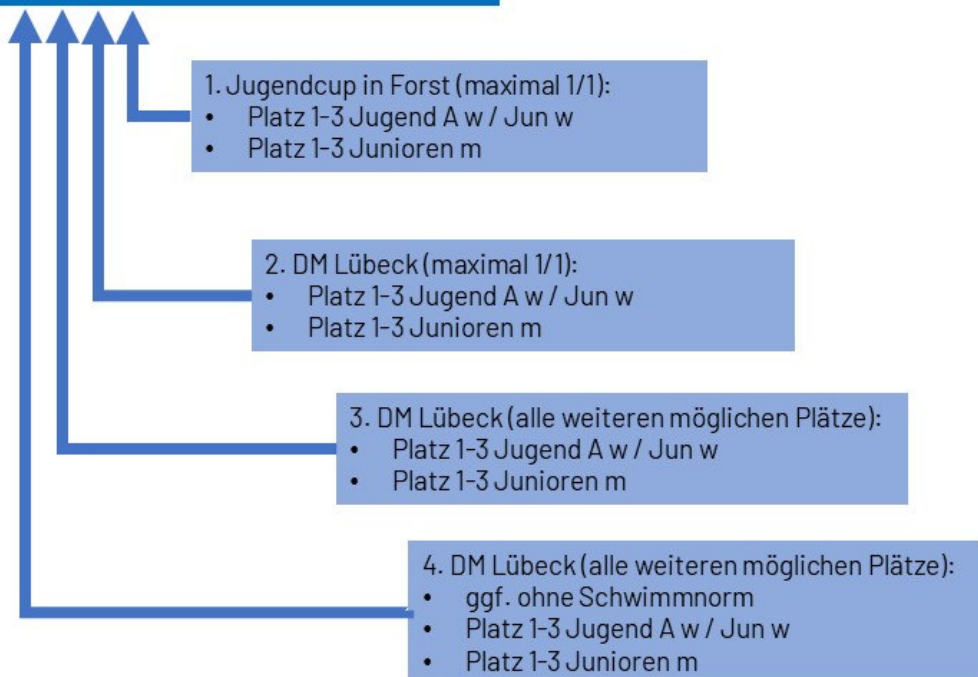 1. Jugendcup in Forst (maximal 1/1):
• Platz 1-3 Jugend A w / Jun w
• Platz 1-3 Junioren m
2. DM Lübeck (maximal 1/1):
• Platz 1-3 Jugend A w / Jun w
• Platz 1-3 Junioren m
3. DM Lübeck (alle weiteren möglichen Plätze):
• Platz 1-3 Jugend A w / Jun w
• Platz 1-3 Junioren m
4. DM Lübeck (alle weiteren möglichen Plätze):
• ggf. ohne Schwimmnorm
• Platz 1-3 Jugend A w / Jun w
• Platz 1-3 Junioren m